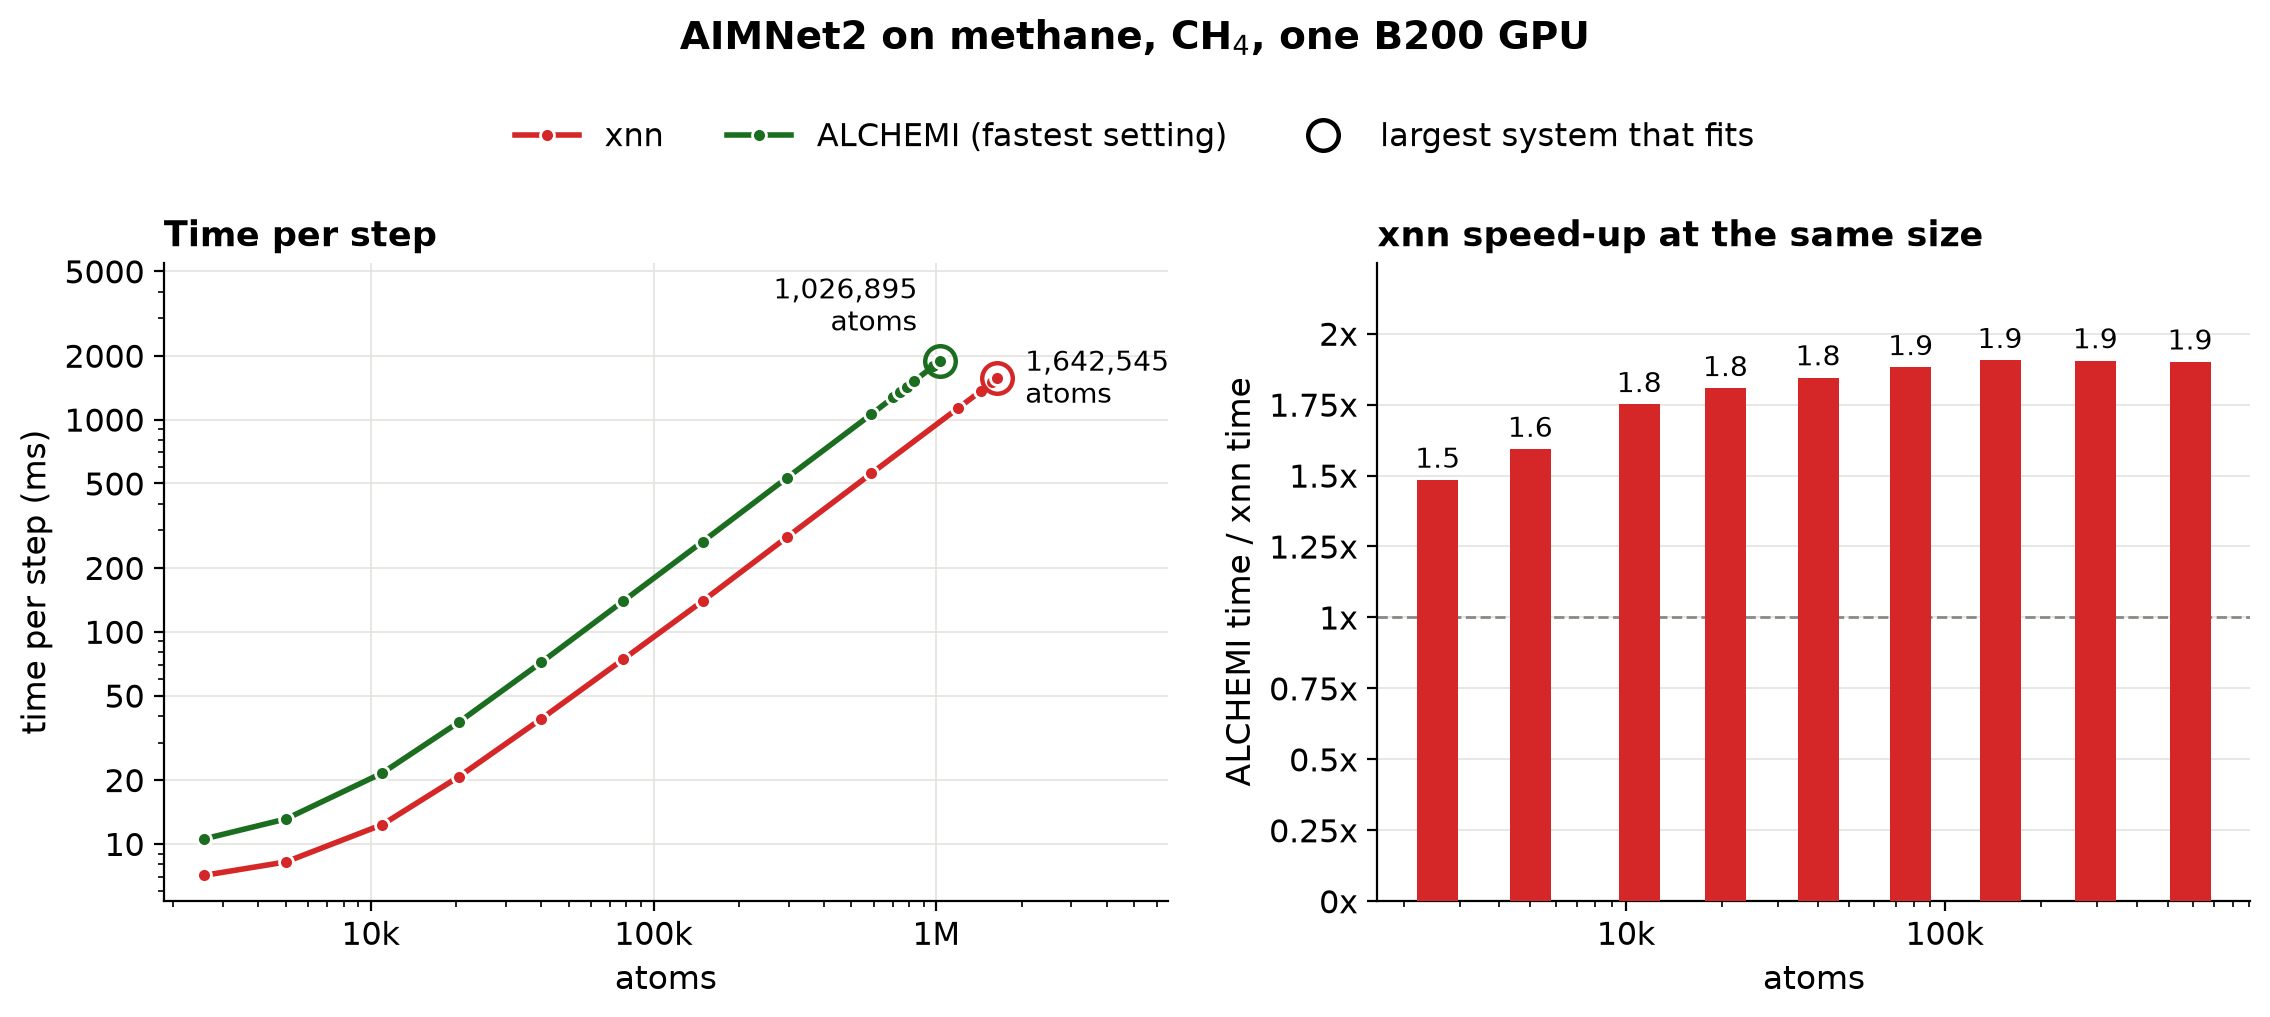 AIMNet2 on methane, CH₄, one B200 GPU
xnn
ALCHEMI (fastest setting)
largest system that fits
Time per step
5000
2000
1000
500
200
100
50
20
10
time per step (ms)
1,026,895
atoms
1,642,545
atoms
10k
100k
1M
atoms
xnn speed-up at the same size
2x
1.75x
1.5x
1.25x
1x
0.75x
0.5x
0.25x
0x
ALCHEMI time / xnn time
1.5
1.6
1.8
1.8
1.8
1.9
1.9
1.9
1.9
10k
100k
atoms